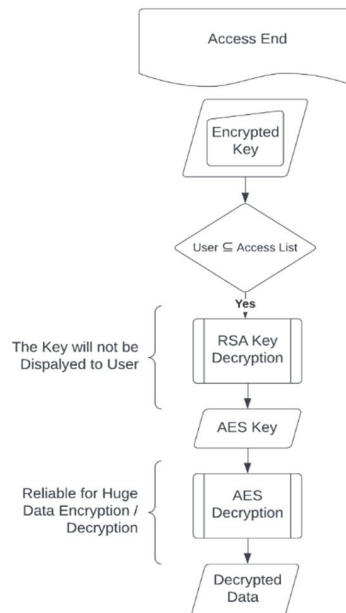 Access End
Encrypted
Key
User ⊆ Access List
Yes
The Key will not be
Dispalyed to User
RSA Key
Decryption
AES Key
Reliable for Huge
Data Encryption /
Decryption
AES
Decryption
Decrypted
Data